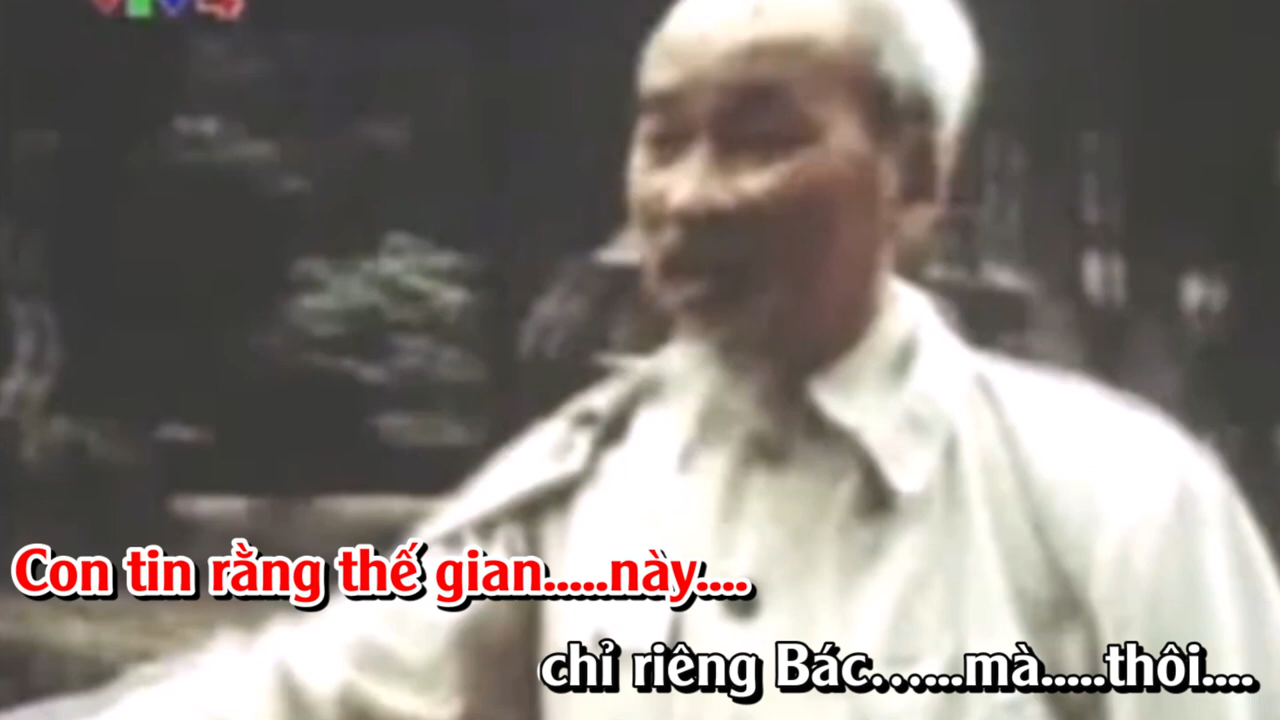 Con tin rằng thế gian.....này....
chỉ riêng Bác…...mà.....thôi....